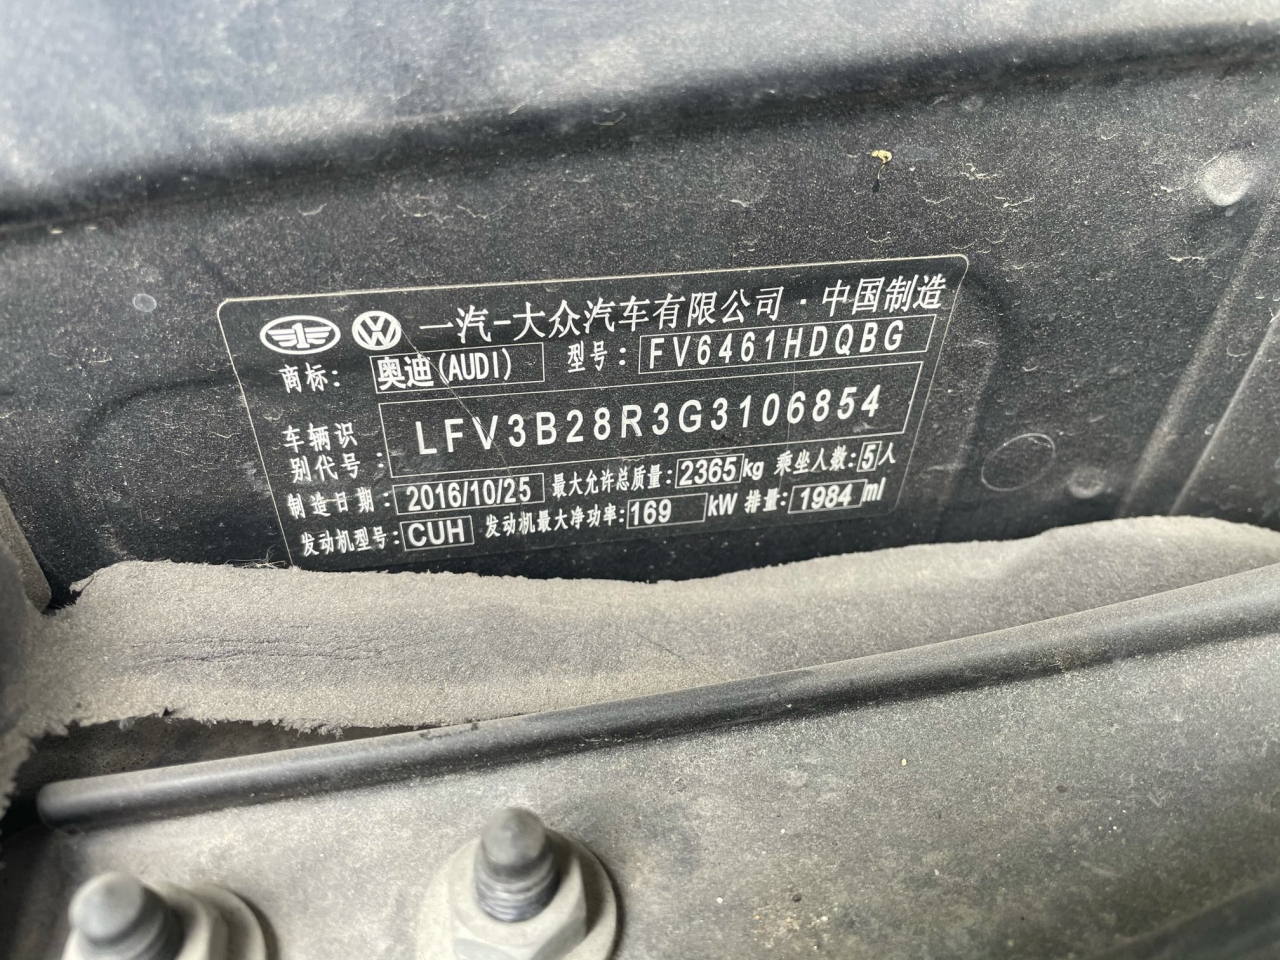 一汽-大众汽车有限公司·中国制造
商标: 奥迪(AUDI) 型号: FV6461HDQBG
车辆识别代号: LFV3B28R3G3106854
制造日期: 2016/10/25 最大允许总质量: 2365kg 乘坐人数: 5人
发动机型号: CUH 发动机最大净功率: 169 kW 排量: 1984 ml